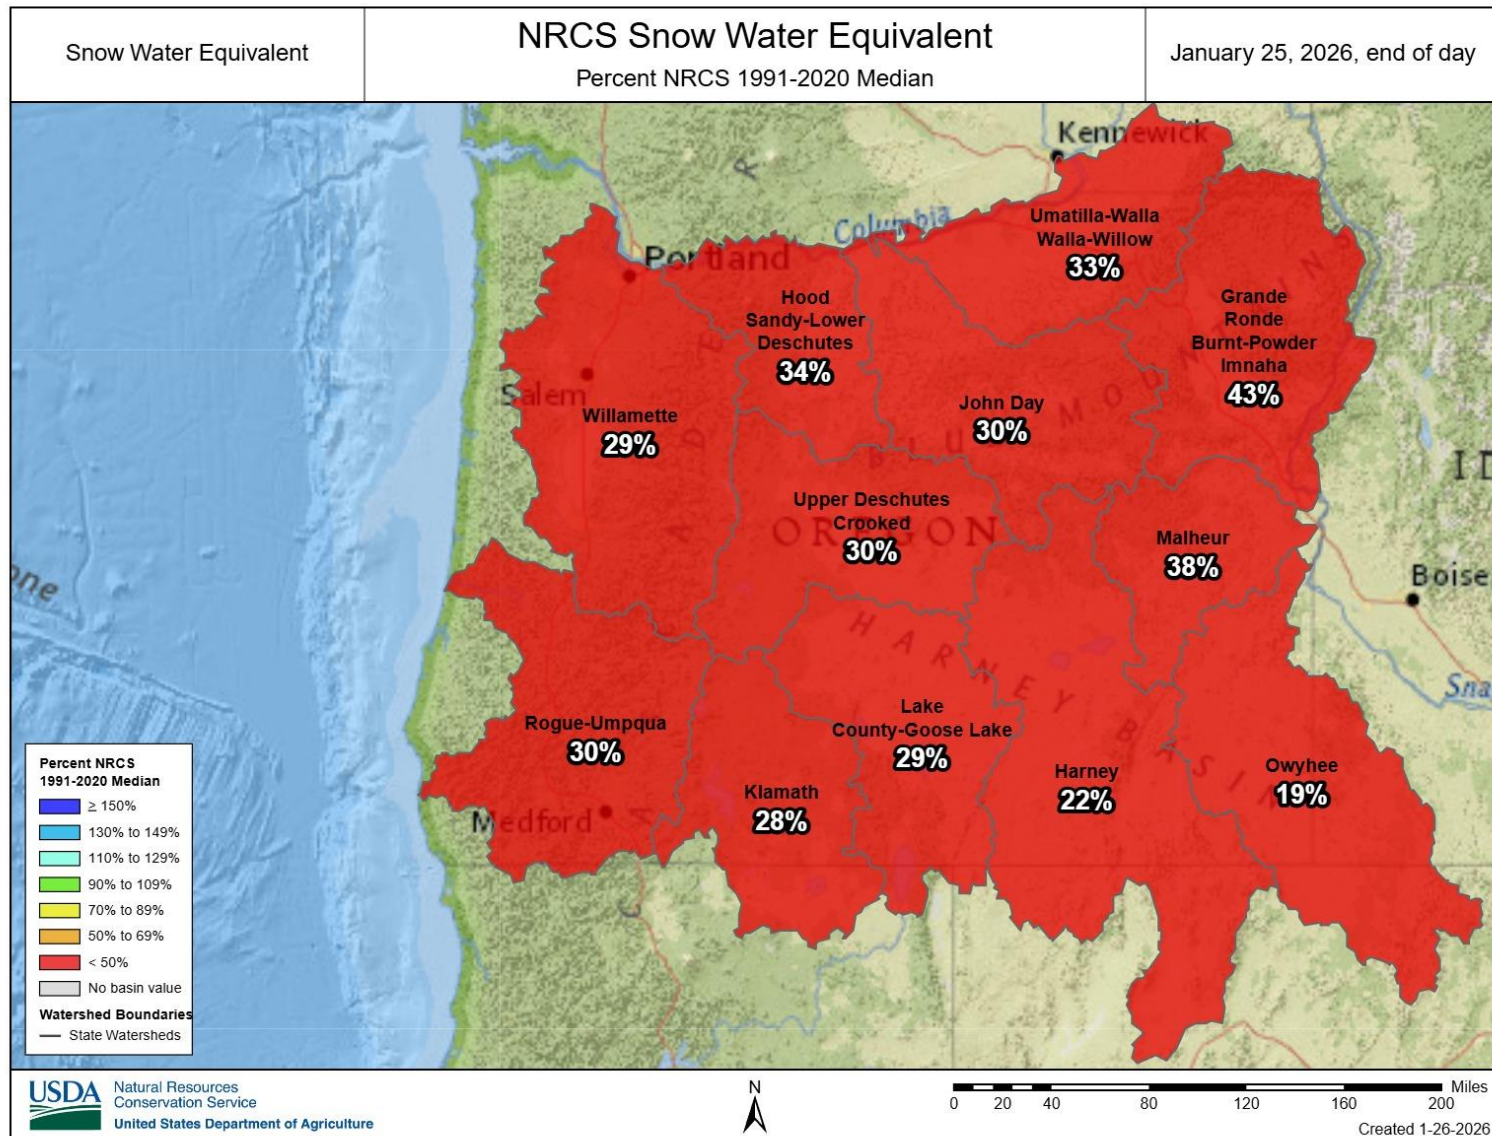 Snow Water Equivalent
NRCS Snow Water Equivalent
Percent NRCS 1991-2020 Median
January 25, 2026, end of day
Kennewick
Columbia
Umatilla-Walla
Walla-Willow
33%
Portland
Hood
Sandy-Lower
Deschutes
34%
Grande
Ronde
Burnt-Powder
Imnaha
43%
Salem
Willamette
29%
John Day
30%
Upper Deschutes
Crooked
30%
OREGON
Malheur
38%
Boise
HARNEY BASIN
Rogue-Umpqua
30%
Lake
County-Goose Lake
29%
Klamath
28%
Harney
22%
Owyhee
19%
Medford
Percent NRCS
1991-2020 Median
≥ 150%
130% to 149%
110% to 129%
90% to 109%
70% to 89%
50% to 69%
< 50%
No basin value
Watershed Boundaries
State Watersheds
USDA
Natural Resources
Conservation Service
United States Department of Agriculture
N
Miles
0 20 40 80 120 160 200
Created 1-26-2026